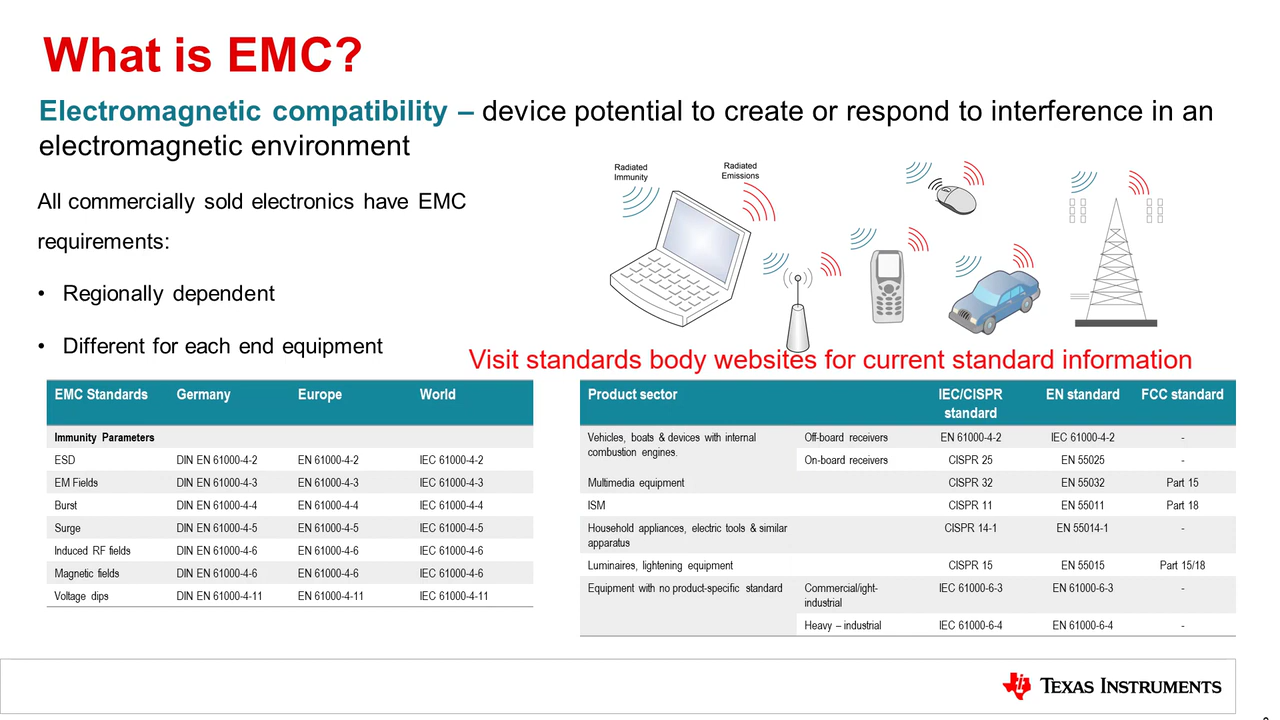 What is EMC?
Electromagnetic compatibility – device potential to create or respond to interference in an
electromagnetic environment
All commercially sold electronics have EMC
requirements:
• Regionally dependent
• Different for each end equipment
Radiated
Immunity
Radiated
Emissions
Visit standards body websites for current standard information
EMC Standards Germany Europe World
Immunity Parameters
ESD DIN EN 61000-4-2 EN 61000-4-2 IEC 61000-4-2
EM Fields DIN EN 61000-4-3 EN 61000-4-3 IEC 61000-4-3
Burst DIN EN 61000-4-4 EN 61000-4-4 IEC 61000-4-4
Surge DIN EN 61000-4-5 EN 61000-4-5 IEC 61000-4-5
Induced RF fields DIN EN 61000-4-6 EN 61000-4-6 IEC 61000-4-6
Magnetic fields DIN EN 61000-4-6 EN 61000-4-6 IEC 61000-4-6
Voltage dips DIN EN 61000-4-11 EN 61000-4-11 IEC 61000-4-11
Product sector IEC/CISPR EN standard FCC standard
standard
Vehicles, boats & devices with internal Off-board receivers EN 61000-4-2 IEC 61000-4-2 -
combustion engines.
On-board receivers CISPR 25 EN 55025 -
Multimedia equipment CISPR 32 EN 55032 Part 15
ISM CISPR 11 EN 55011 Part 18
Household appliances, electric tools & similar CISPR 14-1 EN 55014-1 -
apparatus
Luminaires, lightening equipment CISPR 15 EN 55015 Part 15/18
Equipment with no product-specific standard Commercial/ight- IEC 61000-6-3 EN 61000-6-3 -
industrial
Heavy – industrial IEC 61000-6-4 EN 61000-6-4 -
TEXAS INSTRUMENTS